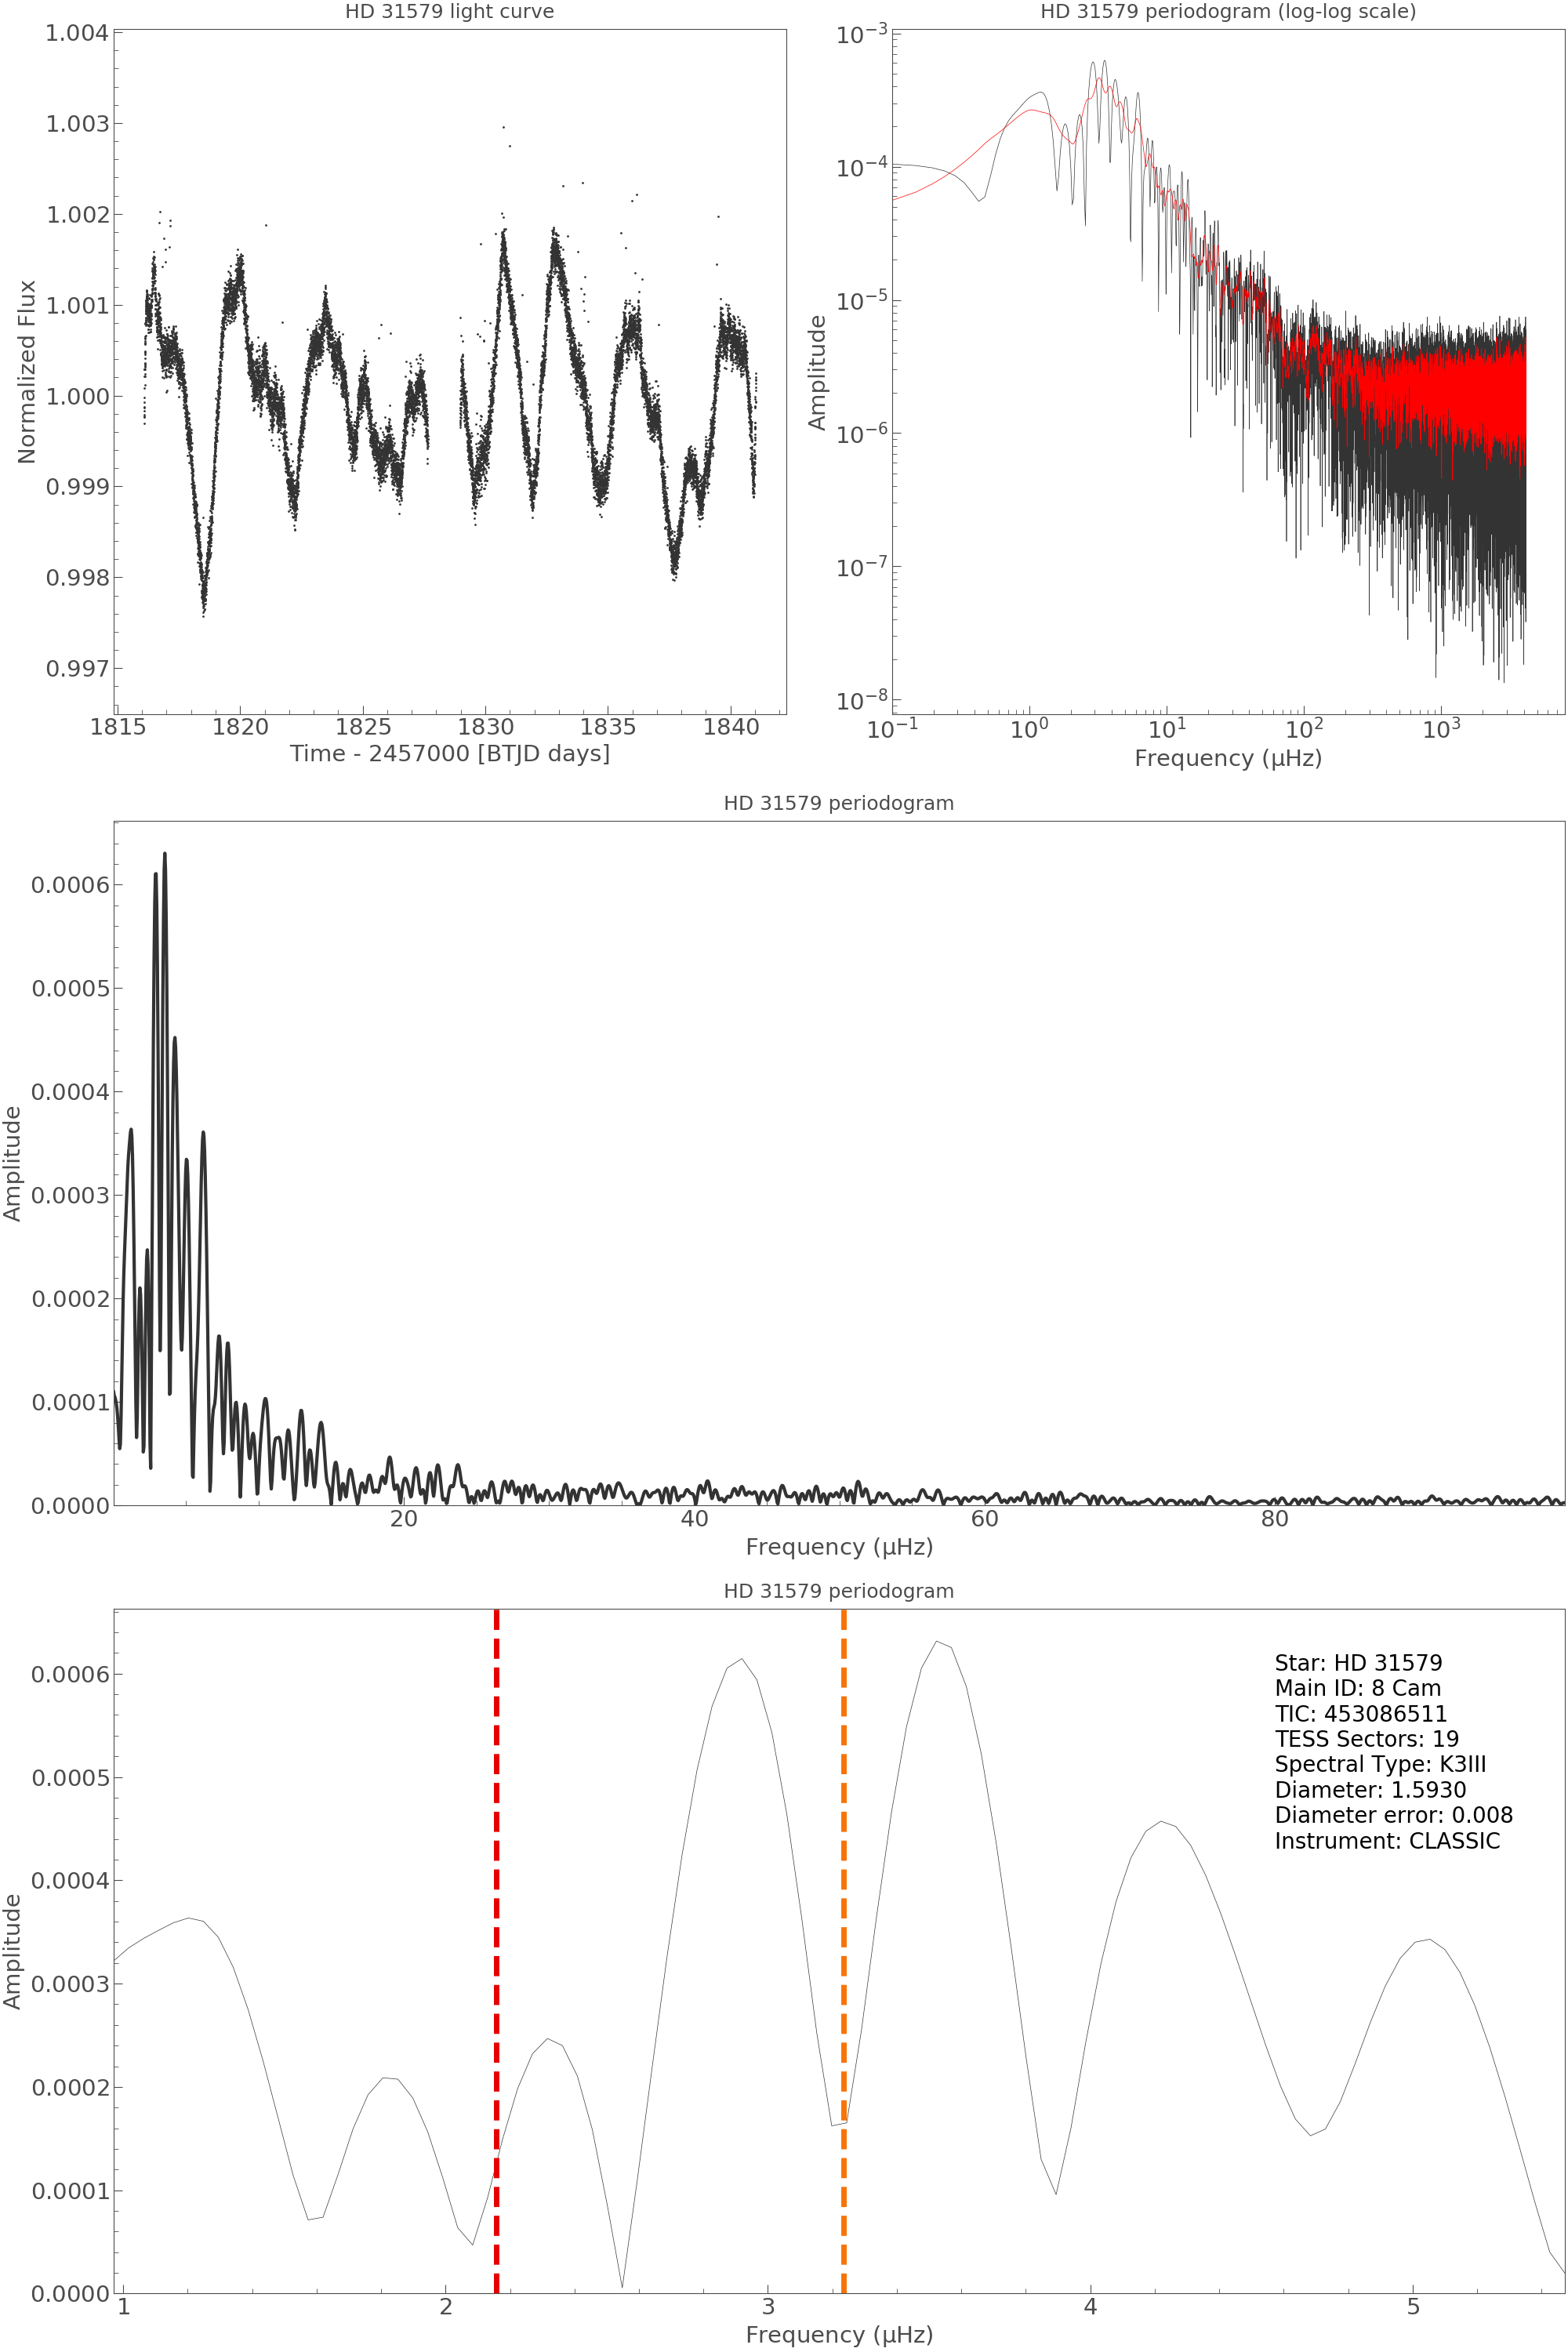 HD 31579 light curve
1.004
1.003
1.002
1.001
1.000
0.999
0.998
0.997
Normalized Flux
1815 1820 1825 1830 1835 1840
Time - 2457000 [BTJD days]
HD 31579 periodogram (log-log scale)
10⁻³
10⁻⁴
10⁻⁵
10⁻⁶
10⁻⁷
10⁻⁸
Amplitude
10⁻¹ 10⁰ 10¹ 10² 10³
Frequency (μHz)
HD 31579 periodogram
0.0006
0.0005
0.0004
0.0003
0.0002
0.0001
0.0000
Amplitude
20 40 60 80
Frequency (μHz)
HD 31579 periodogram
0.0006
0.0005
0.0004
0.0003
0.0002
0.0001
0.0000
Amplitude
Star: HD 31579
Main ID: 8 Cam
TIC: 453086511
TESS Sectors: 19
Spectral Type: K3III
Diameter: 1.5930
Diameter error: 0.008
Instrument: CLASSIC
1 2 3 4 5
Frequency (μHz)